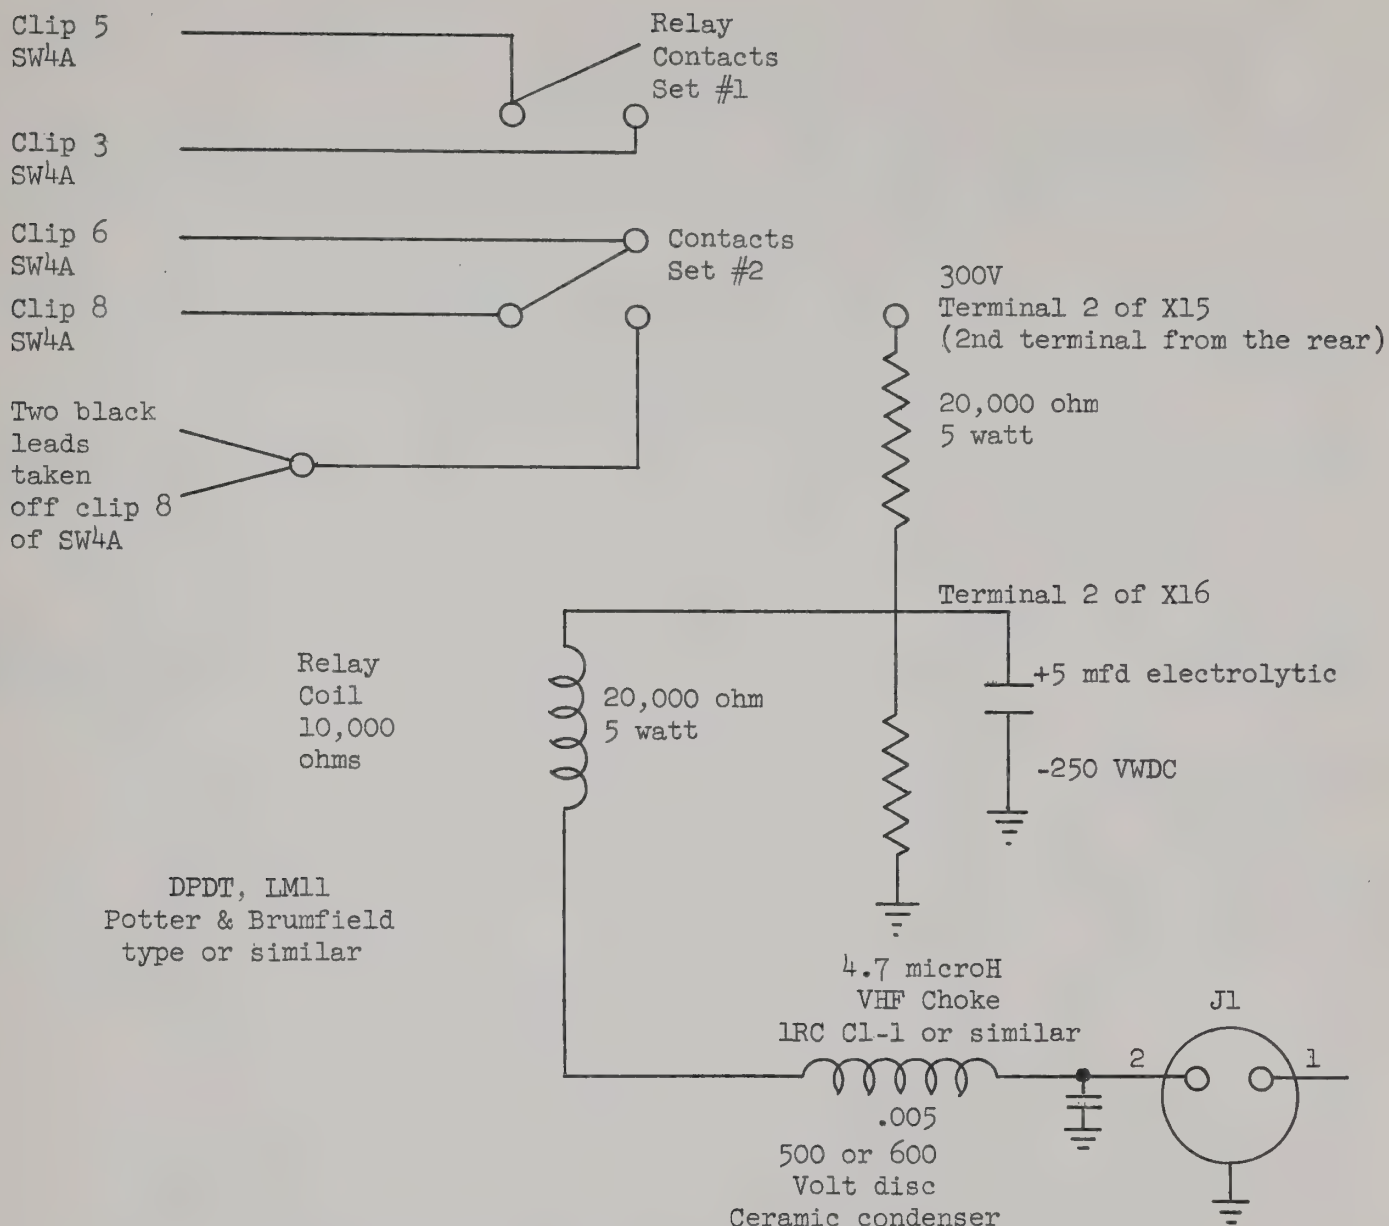 Clip 5
SW4A
Relay
Contacts
Set #1
Clip 3
SW4A
Clip 6
SW4A
Contacts
Set #2
Clip 8
SW4A
300V
Terminal 2 of X15
(2nd terminal from the rear)
20,000 ohm
5 watt
Two black
leads
taken
off clip 8
of SW4A
Terminal 2 of X16
Relay
Coil
10,000
ohms
20,000 ohm
5 watt
+5 mfd electrolytic
-250 VWDC
DPDT, LM11
Potter & Brumfield
type or similar
4.7 microH
VHF Choke
1RC Cl-1 or similar
J1
2
1
.005
500 or 600
Volt disc
Ceramic condenser